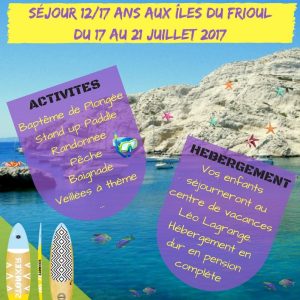 SÉJOUR 12/17 ANS AUX ÎLES DU FRIOUL
DU 17 AU 21 JUILLET 2017
ACTIVITES
Baptême de Plongée
Stand up Paddle
Randonnée
Pêche
Baignade
Veillées à thème
...
HEBERGEMENT
Vos enfants
séjourneront au
centre de vacances
Léo Lagrange.
Hébergement en
dur en pension
complète